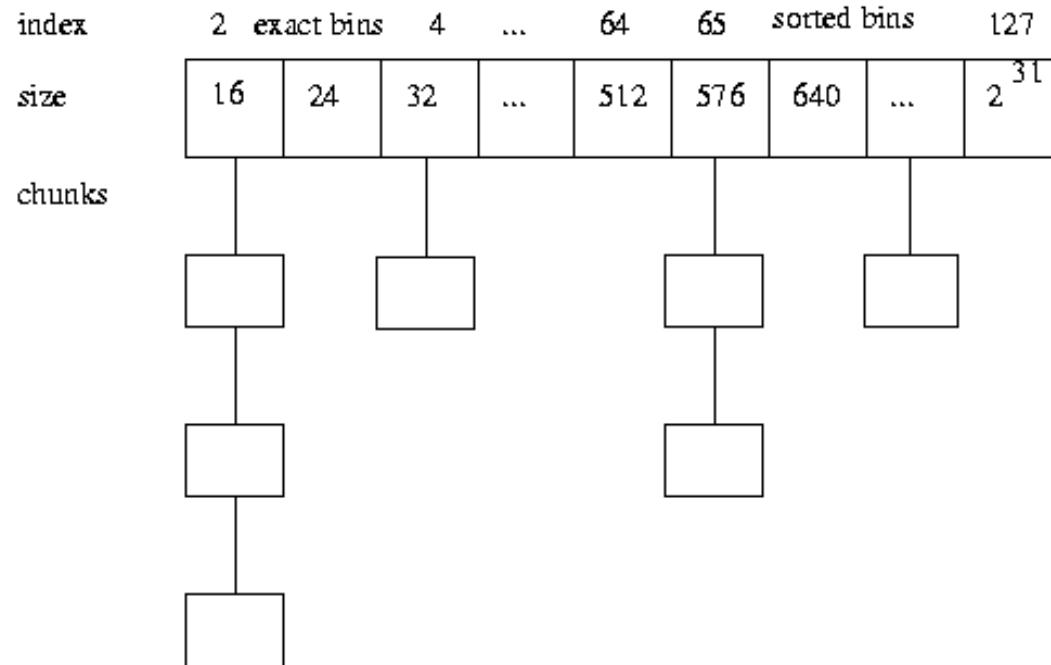 index 2 exact bins 4 ... 64 65 sorted bins 127
size 16 24 32 ... 512 576 640 ... 2^31
chunks